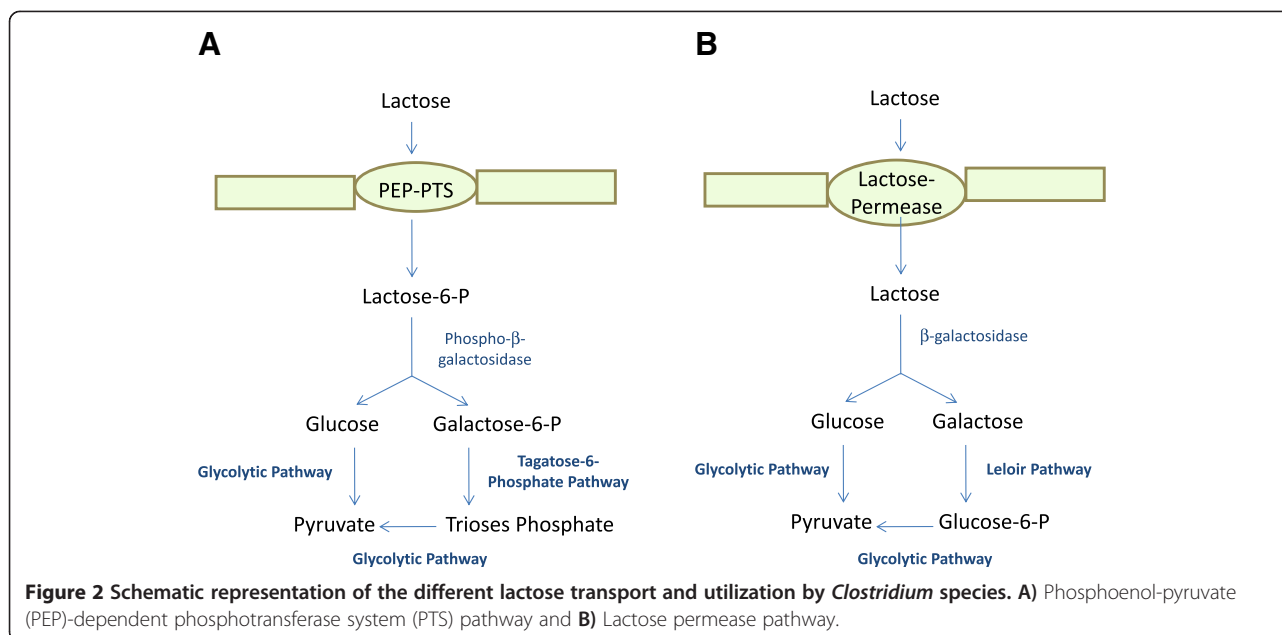 A
Lactose
PEP-PTS
Lactose-6-P
Phospho-β-
galactosidase
Glucose
Galactose-6-P
Glycolytic Pathway
Tagatose-6-
Phosphate Pathway
Pyruvate
Trioses Phosphate
Glycolytic Pathway
B
Lactose
Lactose-
Permease
Lactose
β-galactosidase
Glucose
Galactose
Glycolytic Pathway
Leloir Pathway
Pyruvate
Glucose-6-P
Glycolytic Pathway
Figure 2 Schematic representation of the different lactose transport and utilization by Clostridium species. A) Phosphoenol-pyruvate
(PEP)-dependent phosphotransferase system (PTS) pathway and B) Lactose permease pathway.